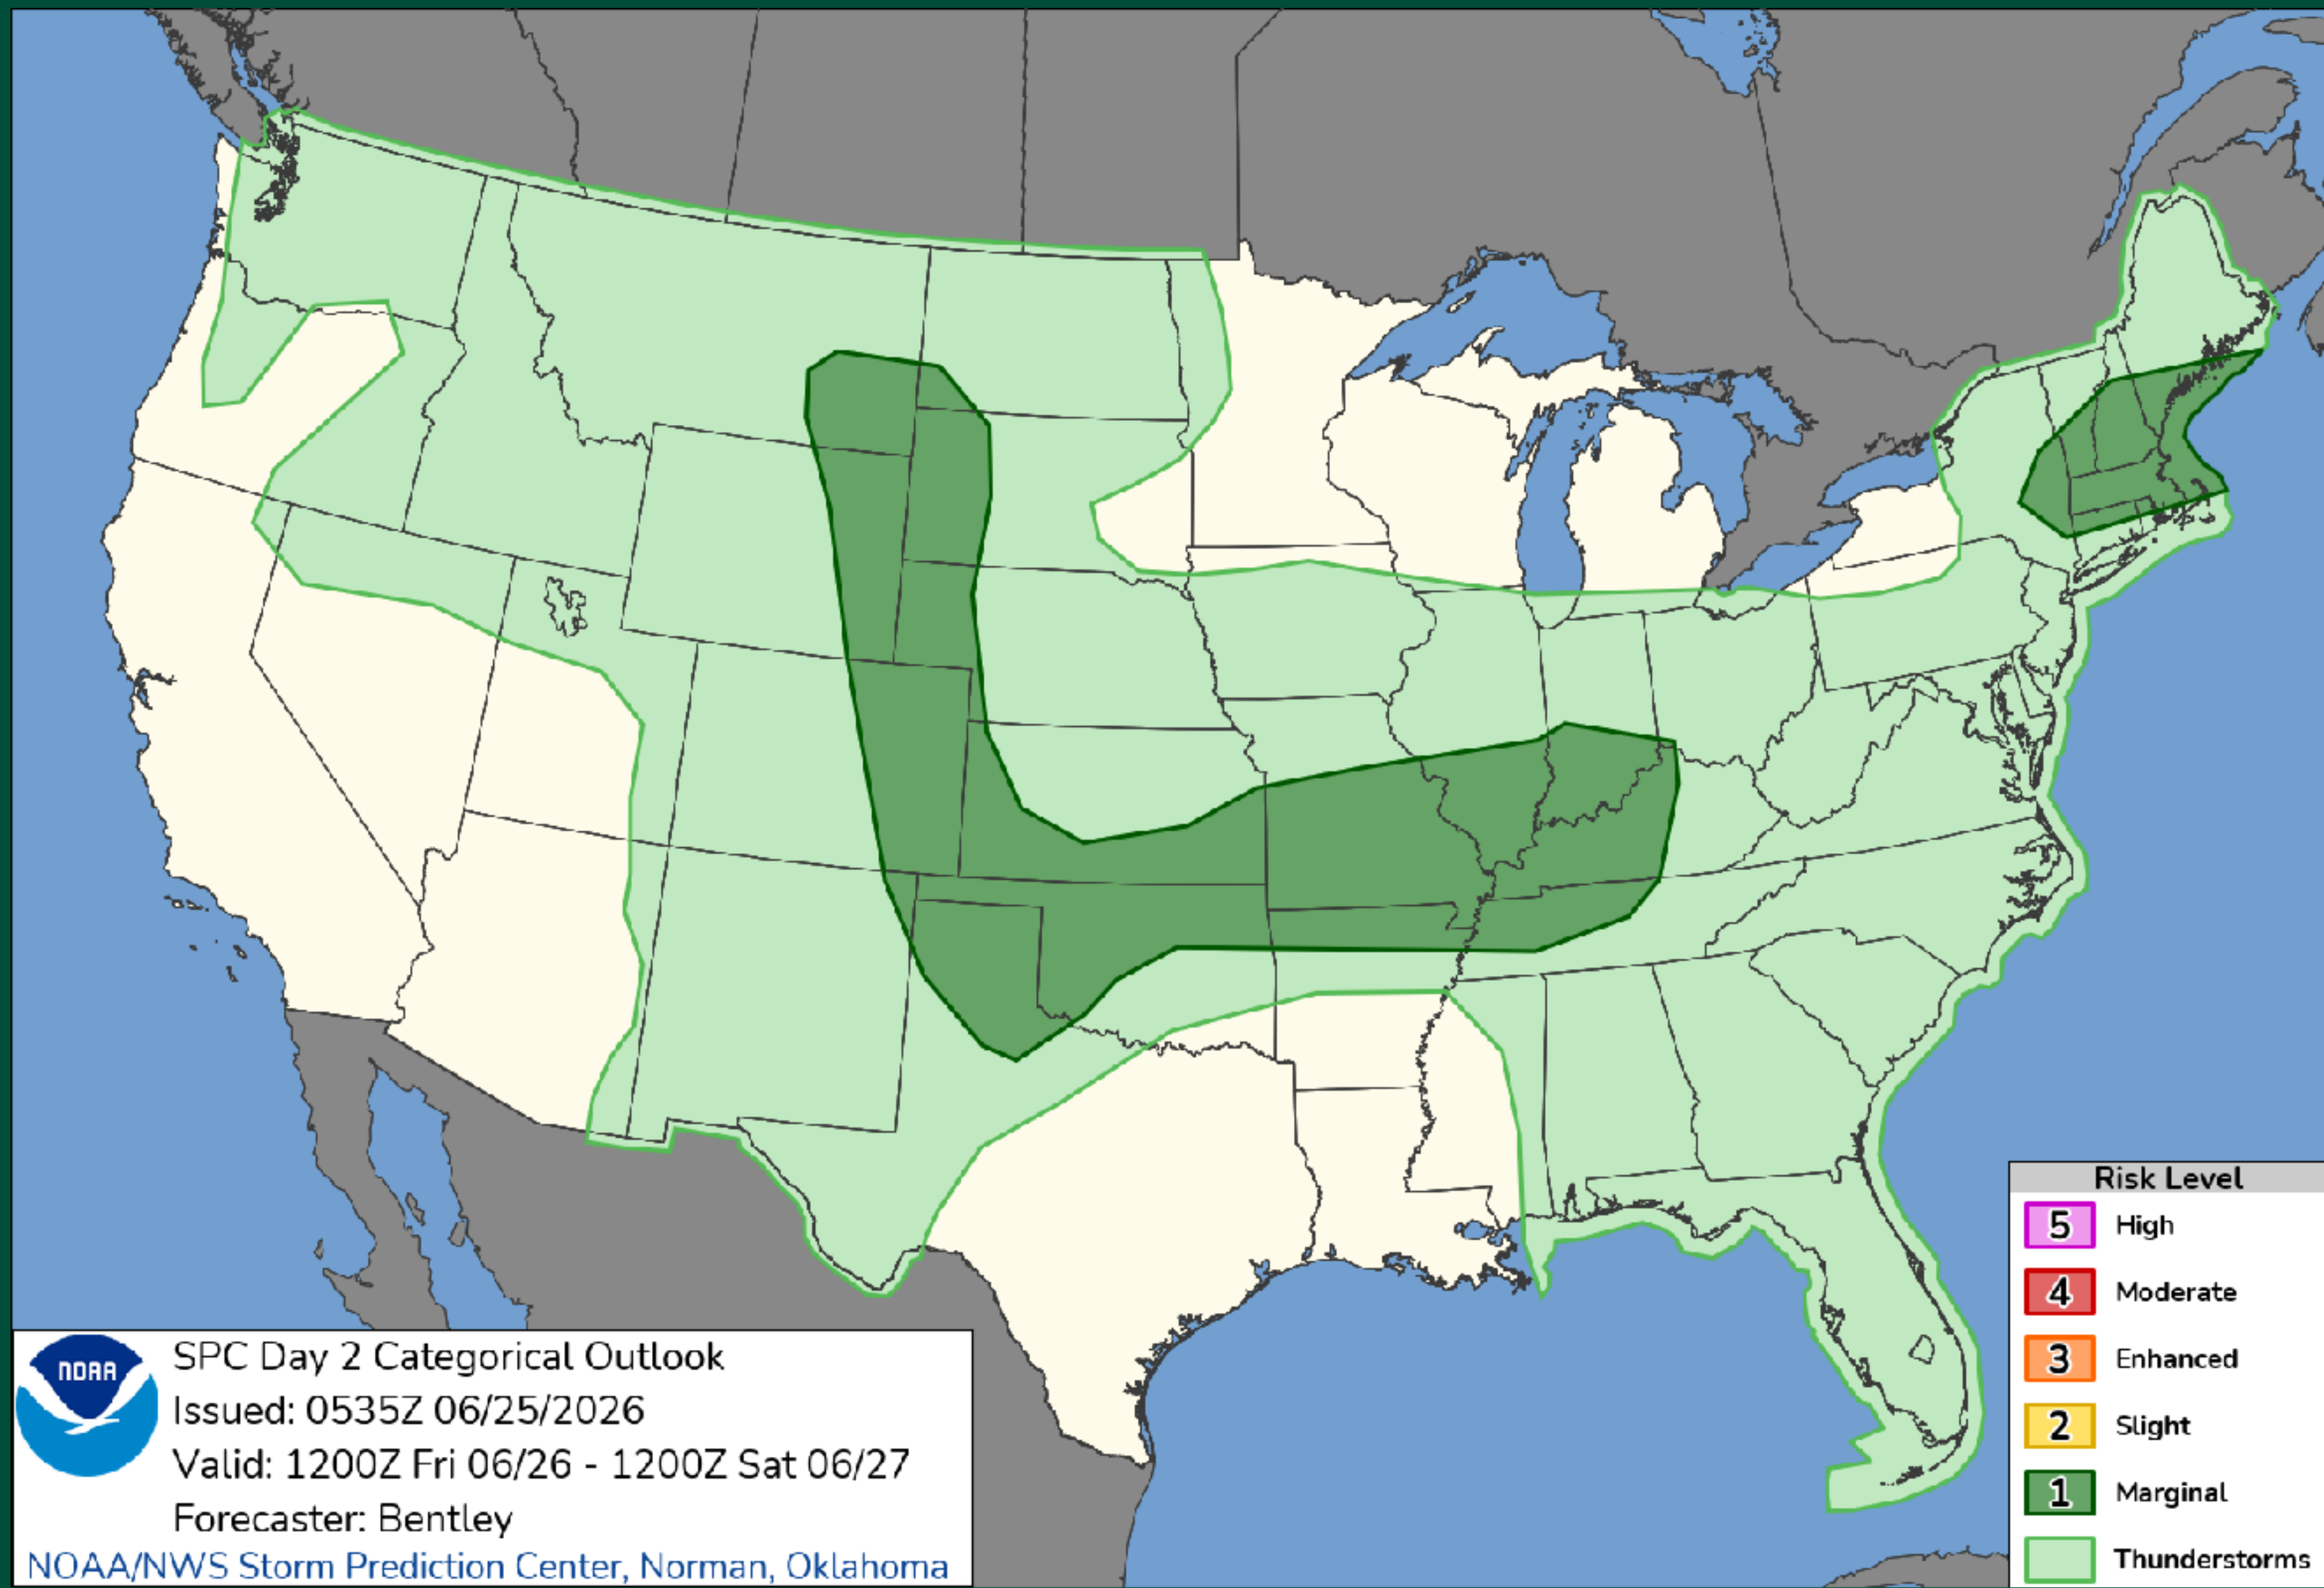 Risk Level
5 High
4 Moderate
3 Enhanced
2 Slight
1 Marginal
Thunderstorms
NOAA
SPC Day 2 Categorical Outlook
Issued: 0535Z 06/25/2026
Valid: 1200Z Fri 06/26 - 1200Z Sat 06/27
Forecaster: Bentley
NOAA/NWS Storm Prediction Center, Norman, Oklahoma